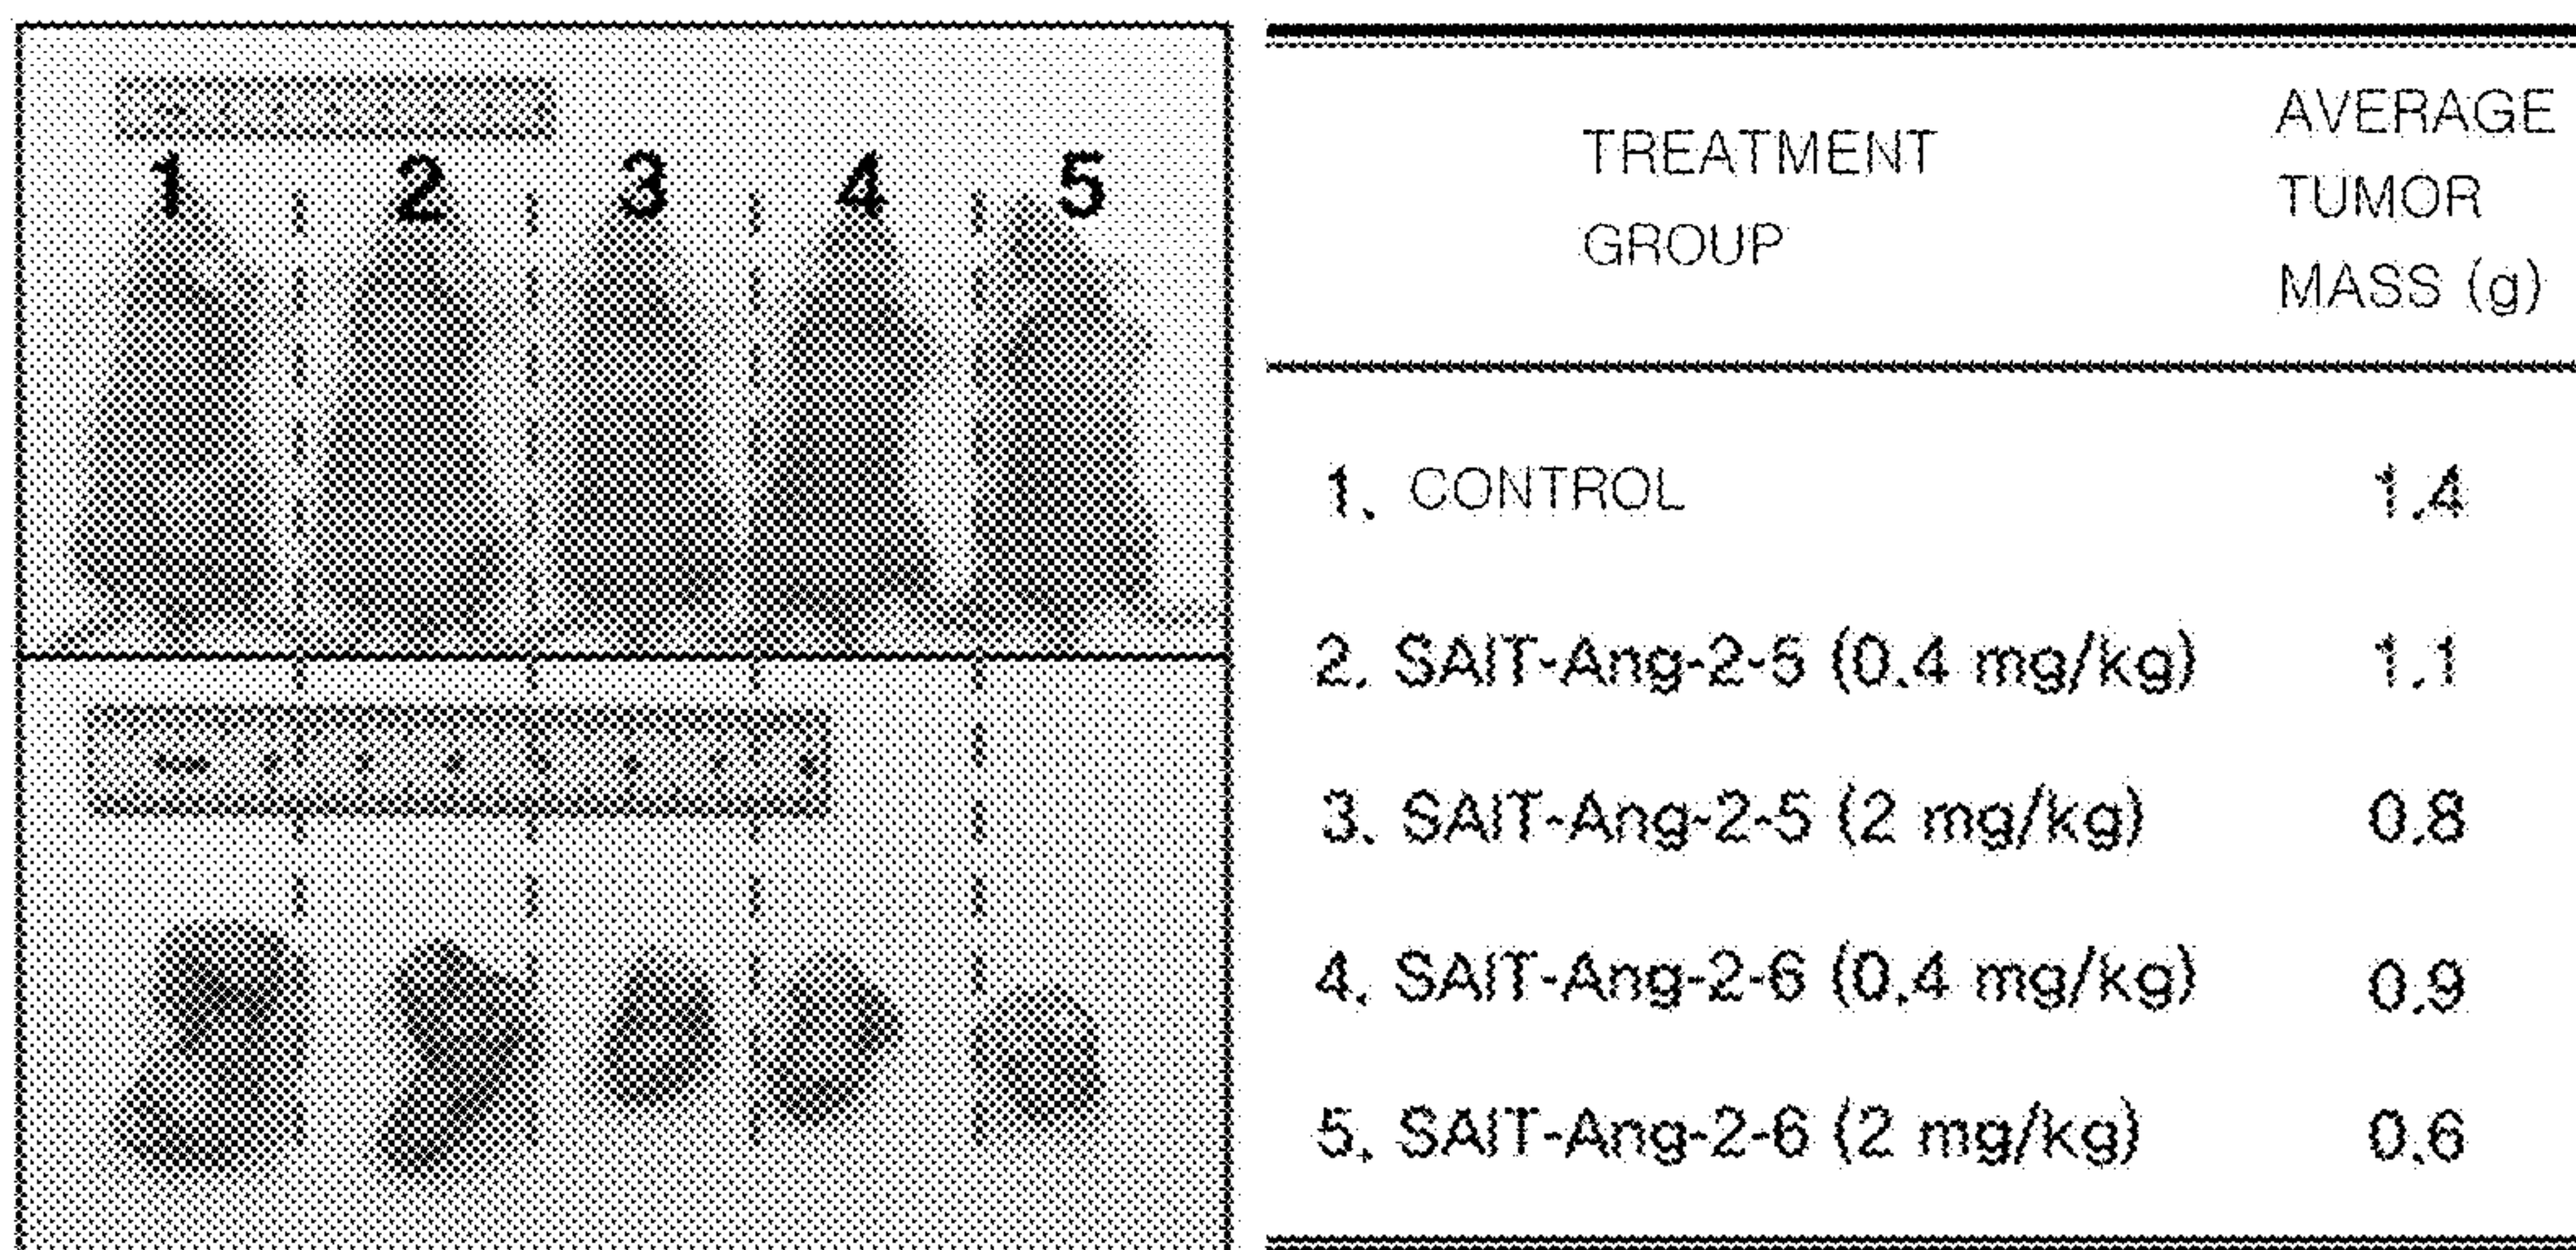 1 2 3 4 5
TREATMENT
GROUP
AVERAGE
TUMOR
MASS (g)
1. CONTROL 1.4
2. SAIT-Ang-2-5 (0.4 mg/kg) 1.1
3. SAIT-Ang-2-5 (2 mg/kg) 0.8
4. SAIT-Ang-2-6 (0.4 mg/kg) 0.9
5. SAIT-Ang-2-6 (2 mg/kg) 0.6